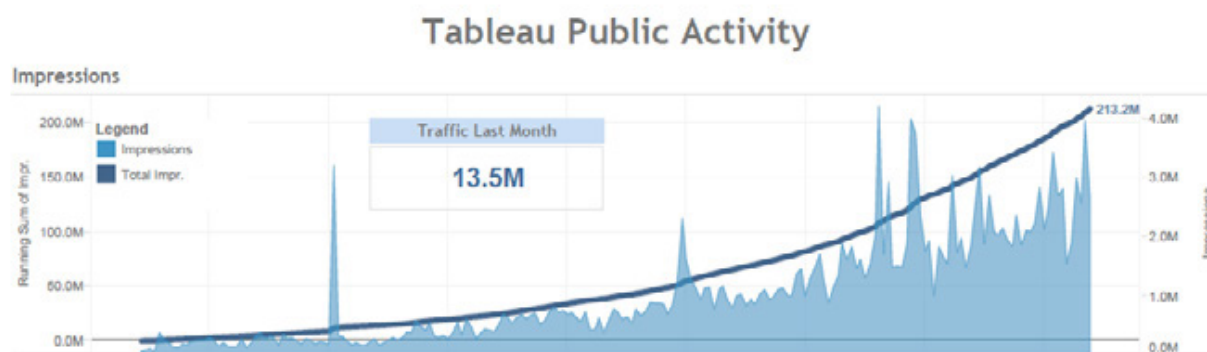 Tableau Public Activity
Impressions
Legend
Impressions
Total Impr.
Traffic Last Month
13.5M
213.2M
200.0M
150.0M
100.0M
50.0M
0.0M
Running Sum of Impr.
4.0M
3.0M
2.0M
1.0M
0.0M
Impressions